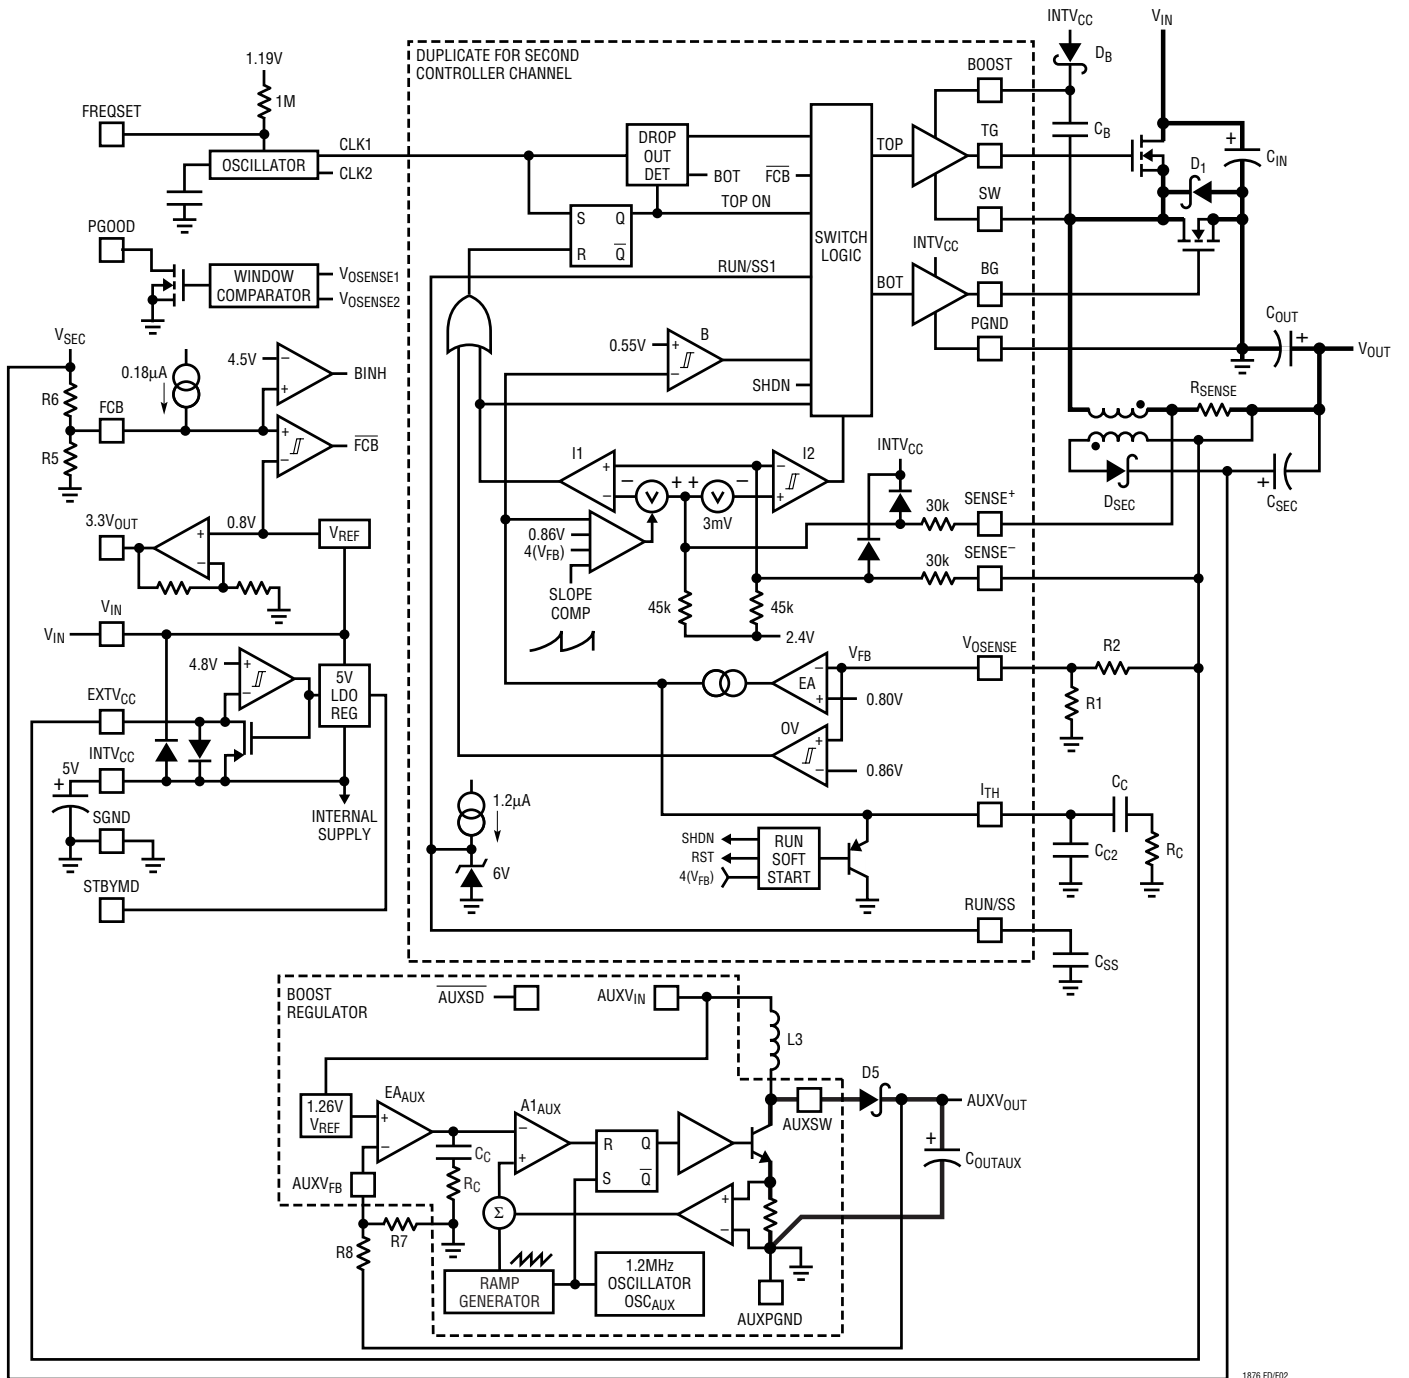 DUPLICATE FOR SECOND
CONTROLLER CHANNEL
INTVCC
VIN
DB
BOOST
1.19V
1M
FREQSET
OSCILLATOR
CLK1
CLK2
DROP
OUT
DET
BOT
FCB
TOP ON
TOP
TG
CB
CIN
D1
SW
S
Q
R
Q
SWITCH
LOGIC
INTVCC
PGOOD
WINDOW
COMPARATOR
VOSENSE1
VOSENSE2
RUN/SS1
BOT
BG
PGND
COUT
VOUT
VSEC
4.5V
BINH
0.18µA
0.55V
B
SHDN
R6
FCB
R5
FCB
RSENSE
DSEC
CSEC
I1
I2
INTVCC
3mV
0.86V
4(VFB)
SLOPE
COMP
30k
SENSE+
30k
SENSE–
45k
45k
2.4V
3.3VOUT
0.8V
VREF
VIN
VIN
4.8V
5V
LDO
REG
EXTVCC
INTVCC
5V
SGND
INTERNAL
SUPPLY
STBYMD
VFB
VOSENSE
R2
R1
EA
0.80V
OV
0.86V
1.2µA
6V
ITH
CC
RC
CC2
SHDN
RST
4(VFB)
RUN
SOFT
START
RUN/SS
CSS
BOOST
REGULATOR
AUXSD
AUXVIN
L3
1.26V
VREF
EAAUX
A1AUX
AUXSW
D5
AUXVOUT
COUTAUX
R
Q
S
Q
CC
RC
AUXVFB
Σ
R7
R8
RAMP
GENERATOR
1.2MHz
OSCILLATOR
OSCAUX
AUXPGND
1876 FD/F02